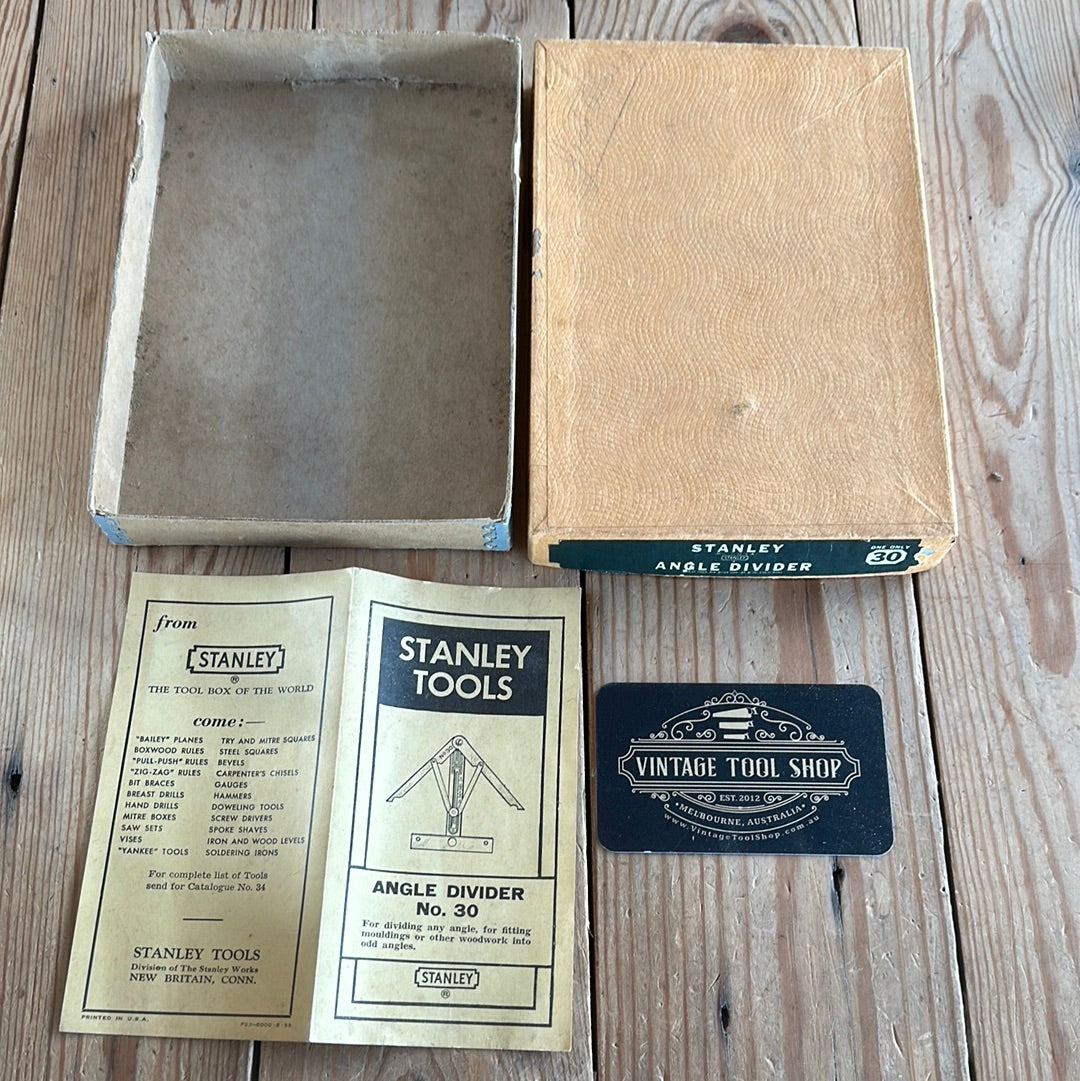 STANLEY
STANLEY
ANGLE DIVIDER
ONE ONLY
30
from
STANLEY
®
THE TOOL BOX OF THE WORLD
come:—
"BAILEY" PLANES TRY AND MITRE SQUARES
BOXWOOD RULES STEEL SQUARES
"PULL-PUSH" RULES BEVELS
"ZIG-ZAG" RULES CARPENTER'S CHISELS
BIT BRACES GAUGES
BREAST DRILLS HAMMERS
HAND DRILLS DOWELING TOOLS
MITRE BOXES SCREW DRIVERS
SAW SETS SPOKE SHAVES
VISES IRON AND WOOD LEVELS
"YANKEE" TOOLS SOLDERING IRONS
For complete list of Tools
send for Catalogue No. 34
STANLEY TOOLS
Division of The Stanley Works
NEW BRITAIN, CONN.
PRINTED IN U.S.A.
STANLEY
TOOLS
ANGLE DIVIDER
No. 30
For dividing any angle, for fitting
mouldings or other woodwork into
odd angles.
STANLEY
®
VINTAGE TOOL SHOP
EST. 2012
•MELBOURNE, AUSTRALIA•
www.VintageToolShop.com.au